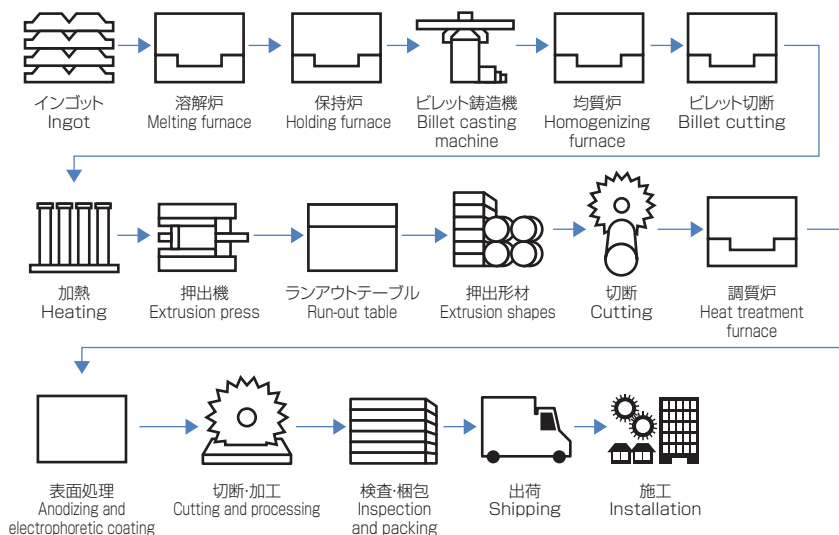 インゴット
Ingot
溶解炉
Melting furnace
保持炉
Holding furnace
ビレット鋳造機
Billet casting
machine
均質炉
Homogenizing
furnace
ビレット切断
Billet cutting
加熱
Heating
押出機
Extrusion press
ランアウトテーブル
Run-out table
押出形材
Extrusion shapes
切断
Cutting
調質炉
Heat treatment
furnace
表面処理
Anodizing and
electrophoretic coating
切断·加工
Cutting and processing
検査·梱包
Inspection
and packing
出荷
Shipping
施工
Installation